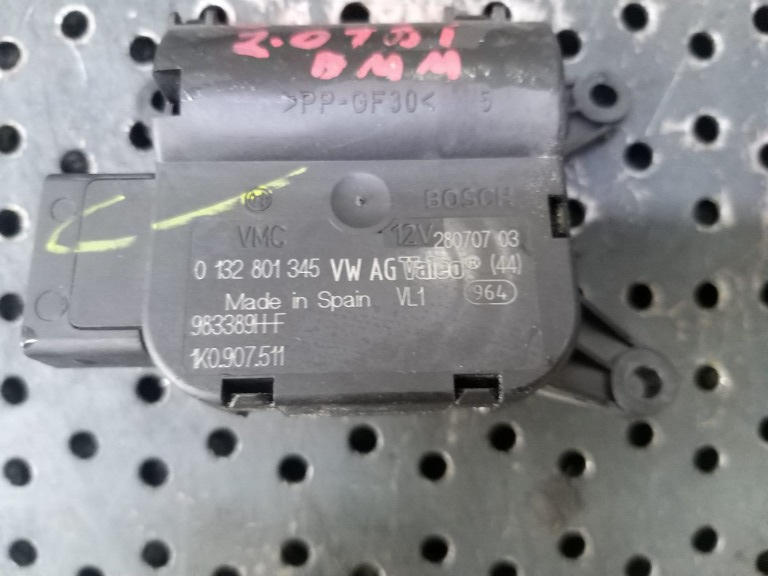 2.0TDI
BMM
>PP-GF30< 5
BOSCH
VMC 12V 280707 03
0 132 801 345 VW AG Valeo® (44)
Made in Spain VL1 964
983389H-F
1K0.907.511